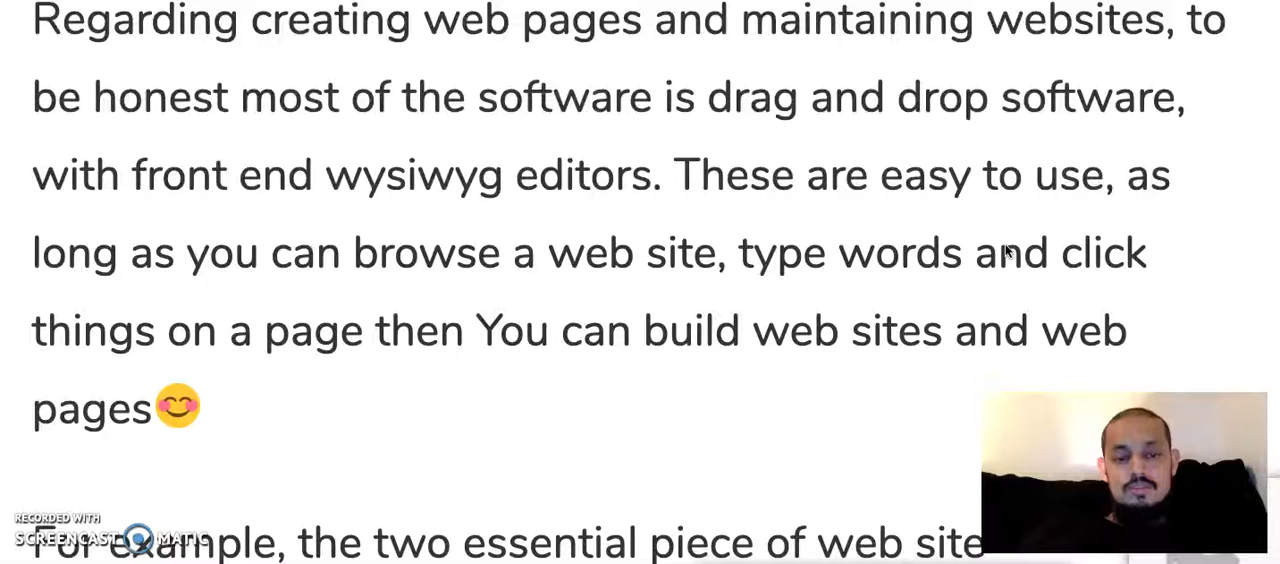 Regarding creating web pages and maintaining websites, to
be honest most of the software is drag and drop software,
with front end wysiwyg editors. These are easy to use, as
long as you can browse a web site, type words and click
things on a page then You can build web sites and web
pages😊
RECORDED WITH
SCREENCAST MATIC
For example, the two essential piece of web site